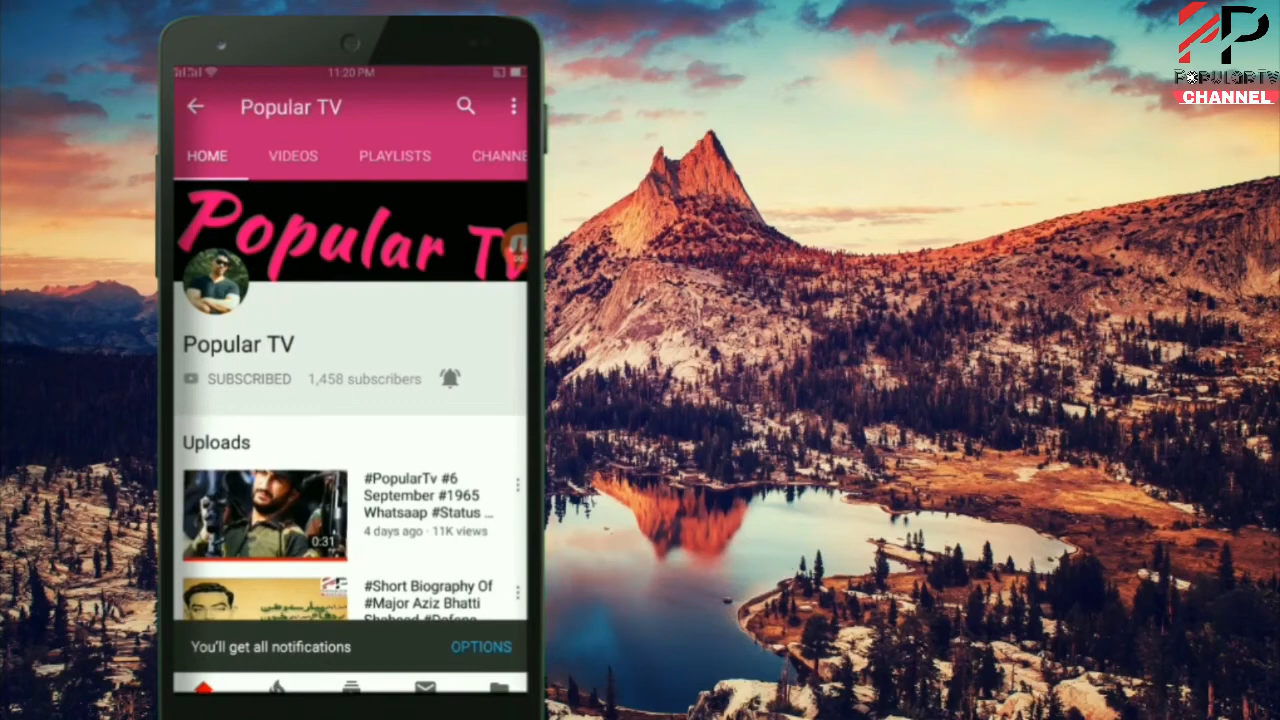 11:20 PM
Popular TV
HOME VIDEOS PLAYLISTS CHANNE
Popular TV
Popular TV
SUBSCRIBED 1,458 subscribers
Uploads
#PopularTv #6
September #1965
Whatsaap #Status ...
4 days ago · 11K views
0:31
#Short Biography Of
#Major Aziz Bhatti
You'll get all notifications OPTIONS
P
PopularTv
CHANNEL